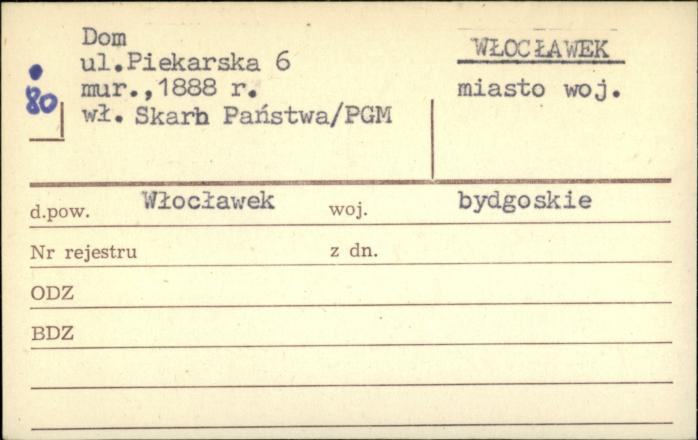 Dom
ul.Piekarska 6
mur.,1888 r.
wł. Skarb Państwa/PGM
80
WŁOCŁAWEK
miasto woj.
d.pow. Włocławek woj. bydgoskie
Nr rejestru z dn.
ODZ
BDZ